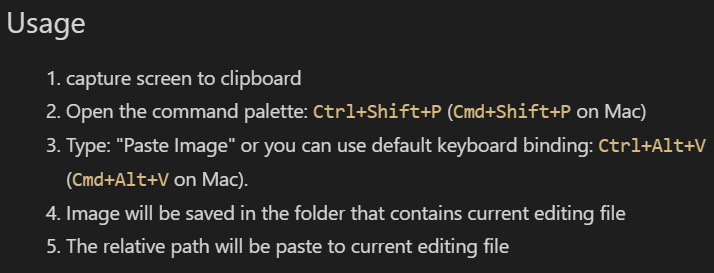 Usage
1. capture screen to clipboard
2. Open the command palette: Ctrl+Shift+P (Cmd+Shift+P on Mac)
3. Type: "Paste Image" or you can use default keyboard binding: Ctrl+Alt+V
(Cmd+Alt+V on Mac).
4. Image will be saved in the folder that contains current editing file
5. The relative path will be paste to current editing file